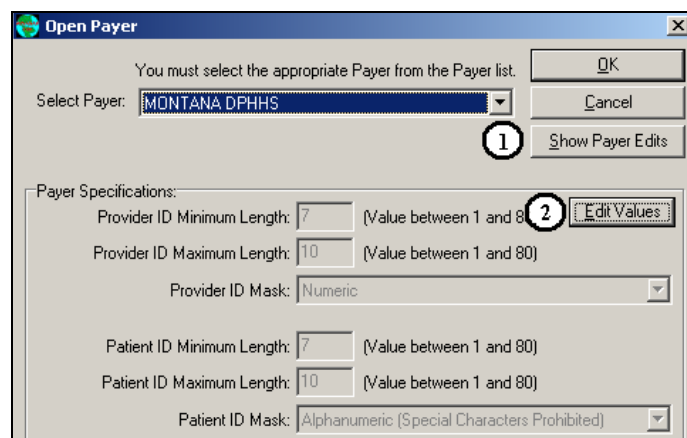 Open Payer
You must select the appropriate Payer from the Payer list.
OK
Select Payer: MONTANA DPHHS
Cancel
1
Show Payer Edits
Payer Specifications:
Provider ID Minimum Length: 7 (Value between 1 and 8
2
Edit Values
Provider ID Maximum Length: 10 (Value between 1 and 80)
Provider ID Mask: Numeric
Patient ID Minimum Length: 7 (Value between 1 and 80)
Patient ID Maximum Length: 10 (Value between 1 and 80)
Patient ID Mask: Alphanumeric (Special Characters Prohibited)